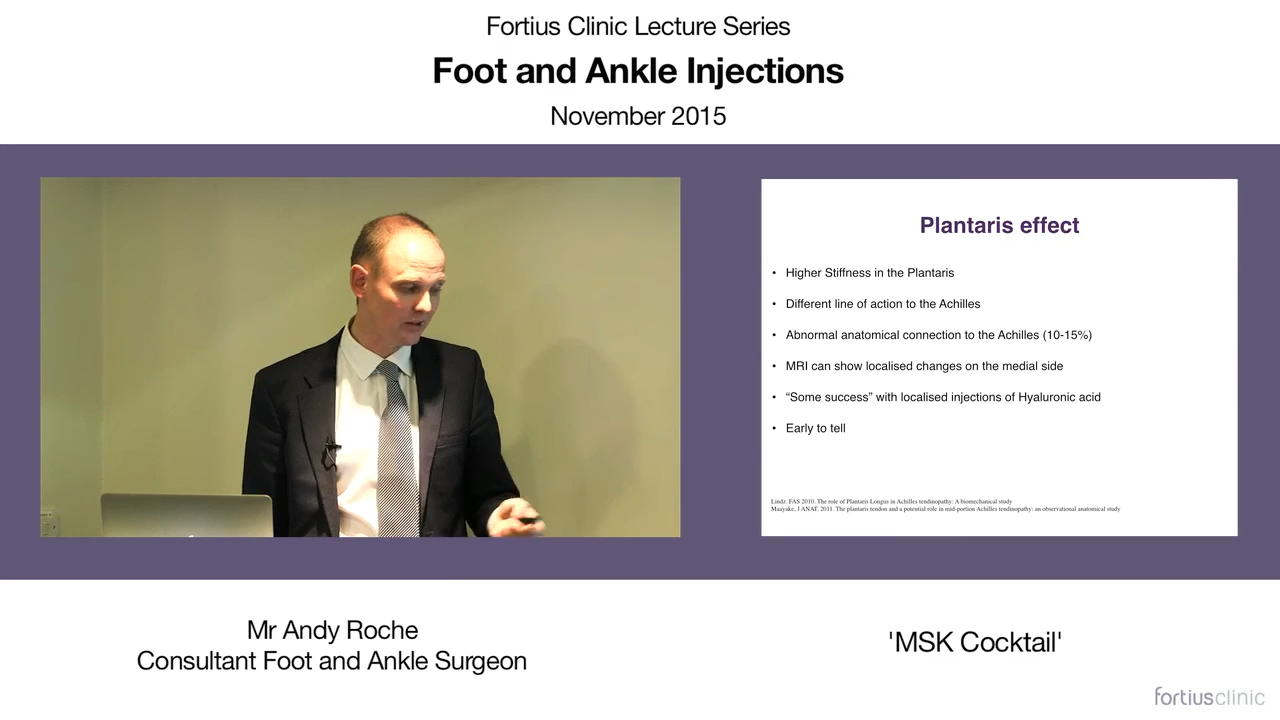 Fortius Clinic Lecture Series
Foot and Ankle Injections
November 2015
Plantaris effect
• Higher Stiffness in the Plantaris
• Different line of action to the Achilles
• Abnormal anatomical connection to the Achilles (10-15%)
• MRI can show localised changes on the medial side
• “Some success” with localised injections of Hyaluronic acid
• Early to tell
Lindz. FAS 2010. The role of Plantaris Longus in Achilles tendinopathy: A biomechanical study
Maayake, J ANAT. 2011. The plantaris tendon and a potential role in mid-portion Achilles tendinopathy: an observational anatomical study
Mr Andy Roche
Consultant Foot and Ankle Surgeon
'MSK Cocktail'
fortiusclinic